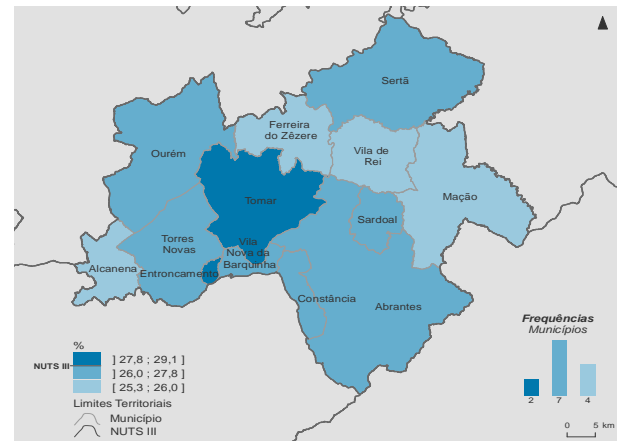 Sertã
Ferreira
do Zêzere
Vila de
Rei
Ourém
Mação
Tomar
Sardoal
Torres
Novas
Vila
Nova da
Barquinha
Alcanena
Entroncamento
Constância
Abrantes
%
] 27,8 ; 29,1 ]
NUTS III
] 26,0 ; 27,8 ]
[ 25,3 ; 26,0 ]
Limites Territoriais
Município
NUTS III
Frequências
Municípios
2 7 4
0 5 km